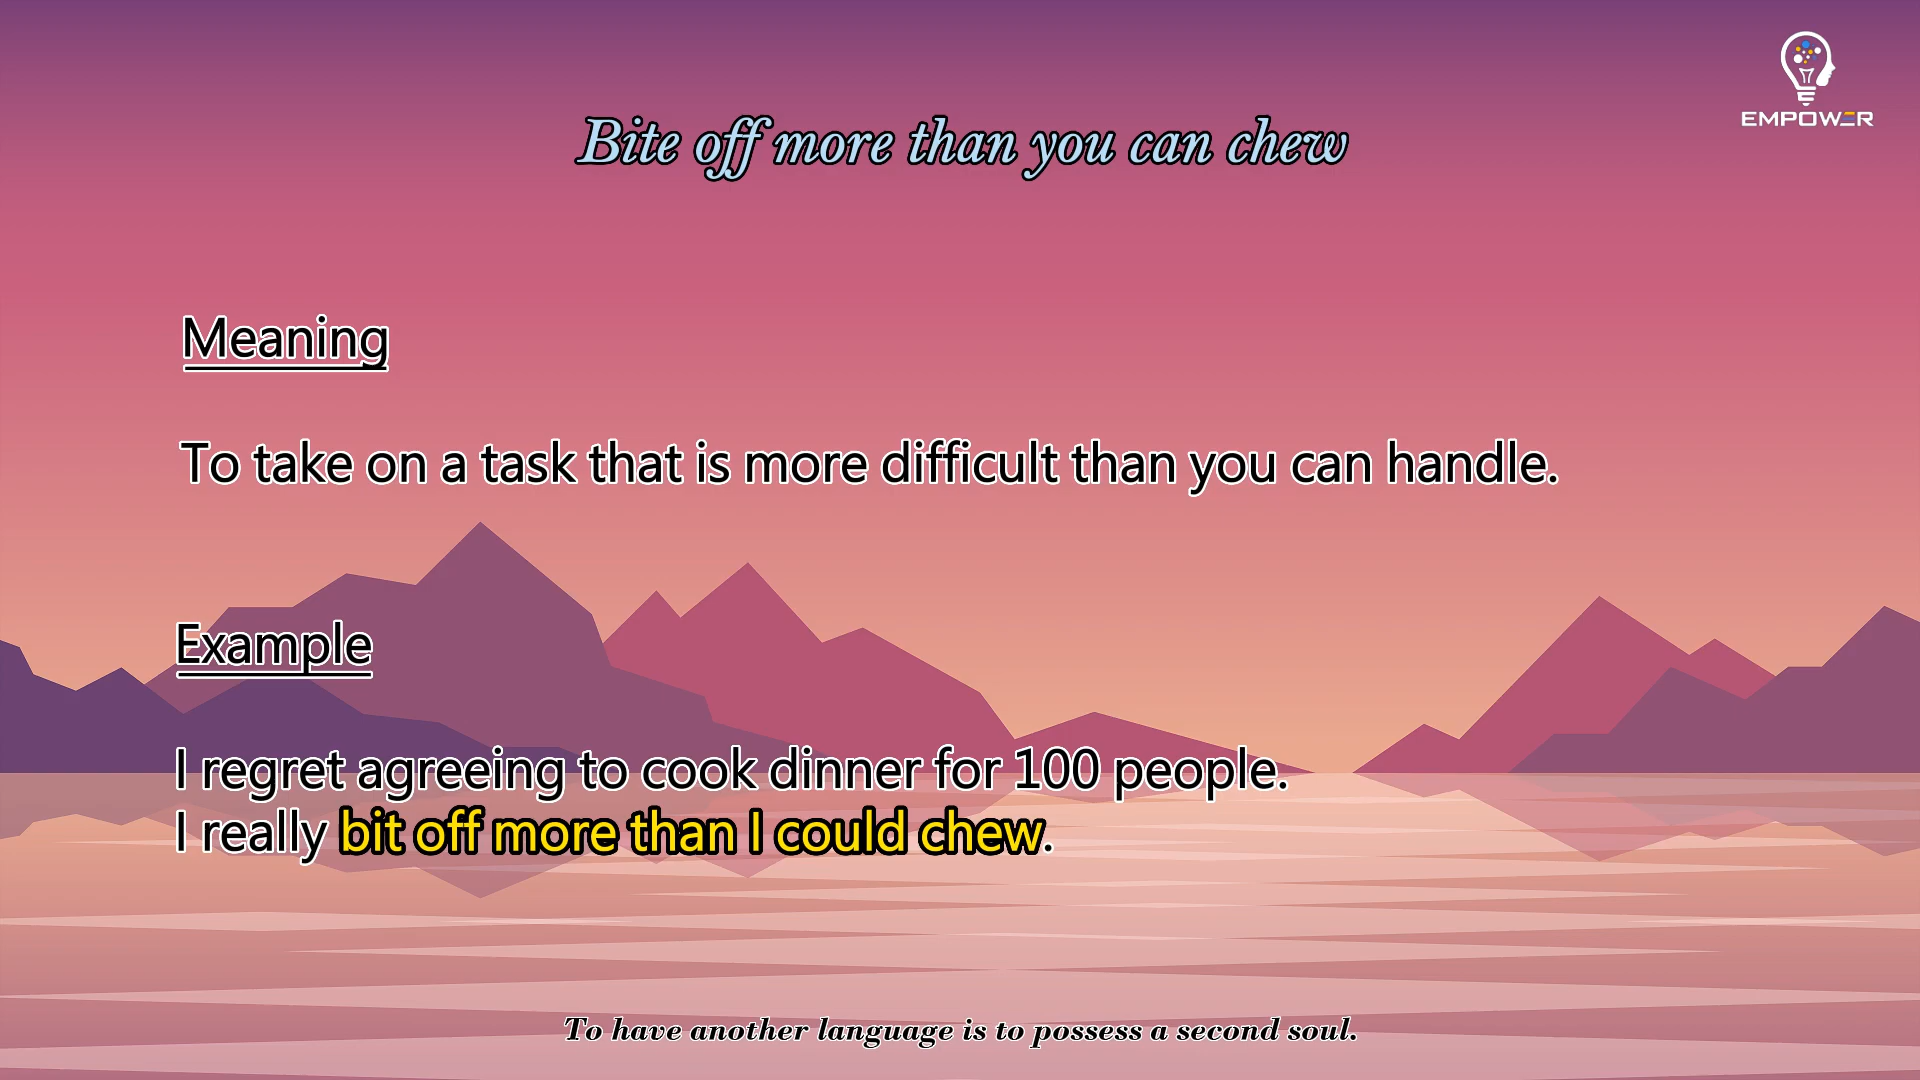 EMPOWER
Bite off more than you can chew
Meaning
To take on a task that is more difficult than you can handle.
Example
I regret agreeing to cook dinner for 100 people.
I really bit off more than I could chew.
To have another language is to possess a second soul.